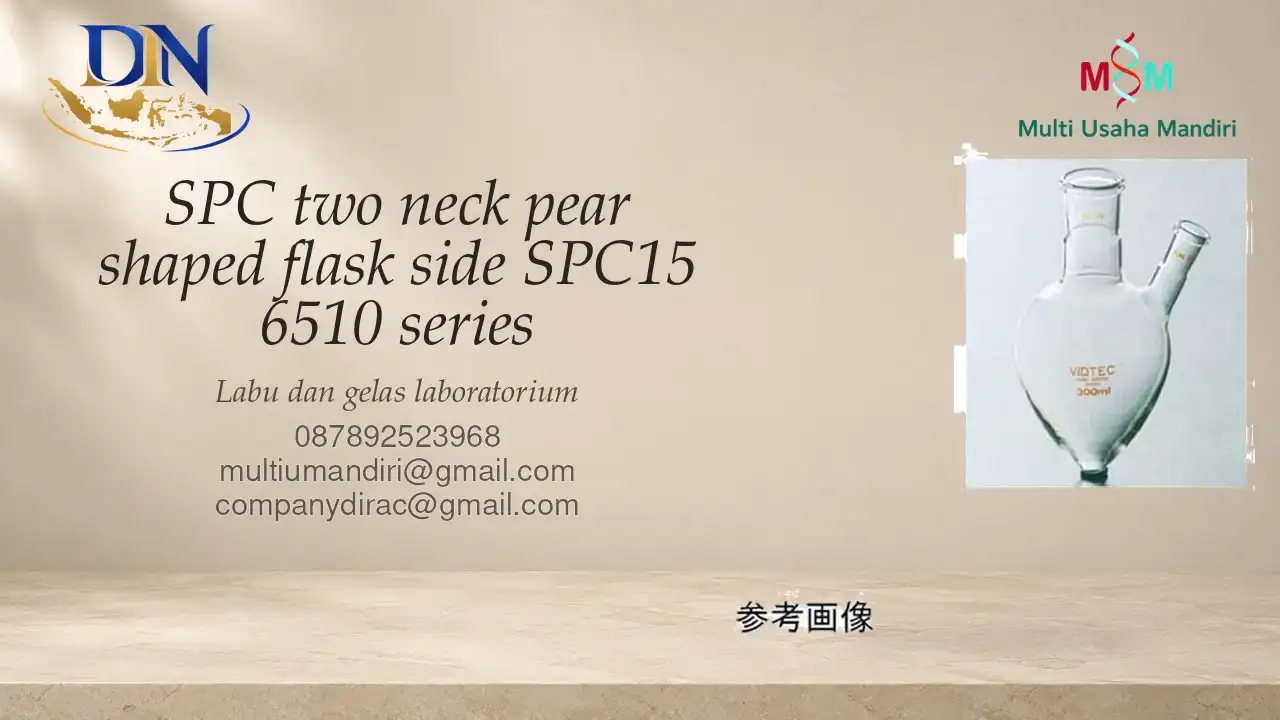 DIN
M M
Multi Usaha Mandiri
SPC two neck pear
shaped flask side SPC15
6510 series
Labu dan gelas laboratorium
087892523968
multiumandiri@gmail.com
companydirac@gmail.com
VIDTEC
300ml
参考画像